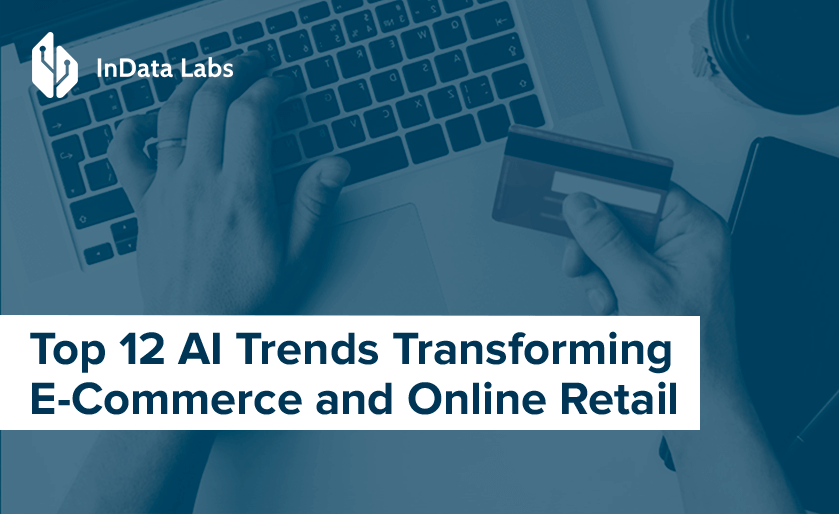 InData Labs
Top 12 AI Trends Transforming
E-Commerce and Online Retail